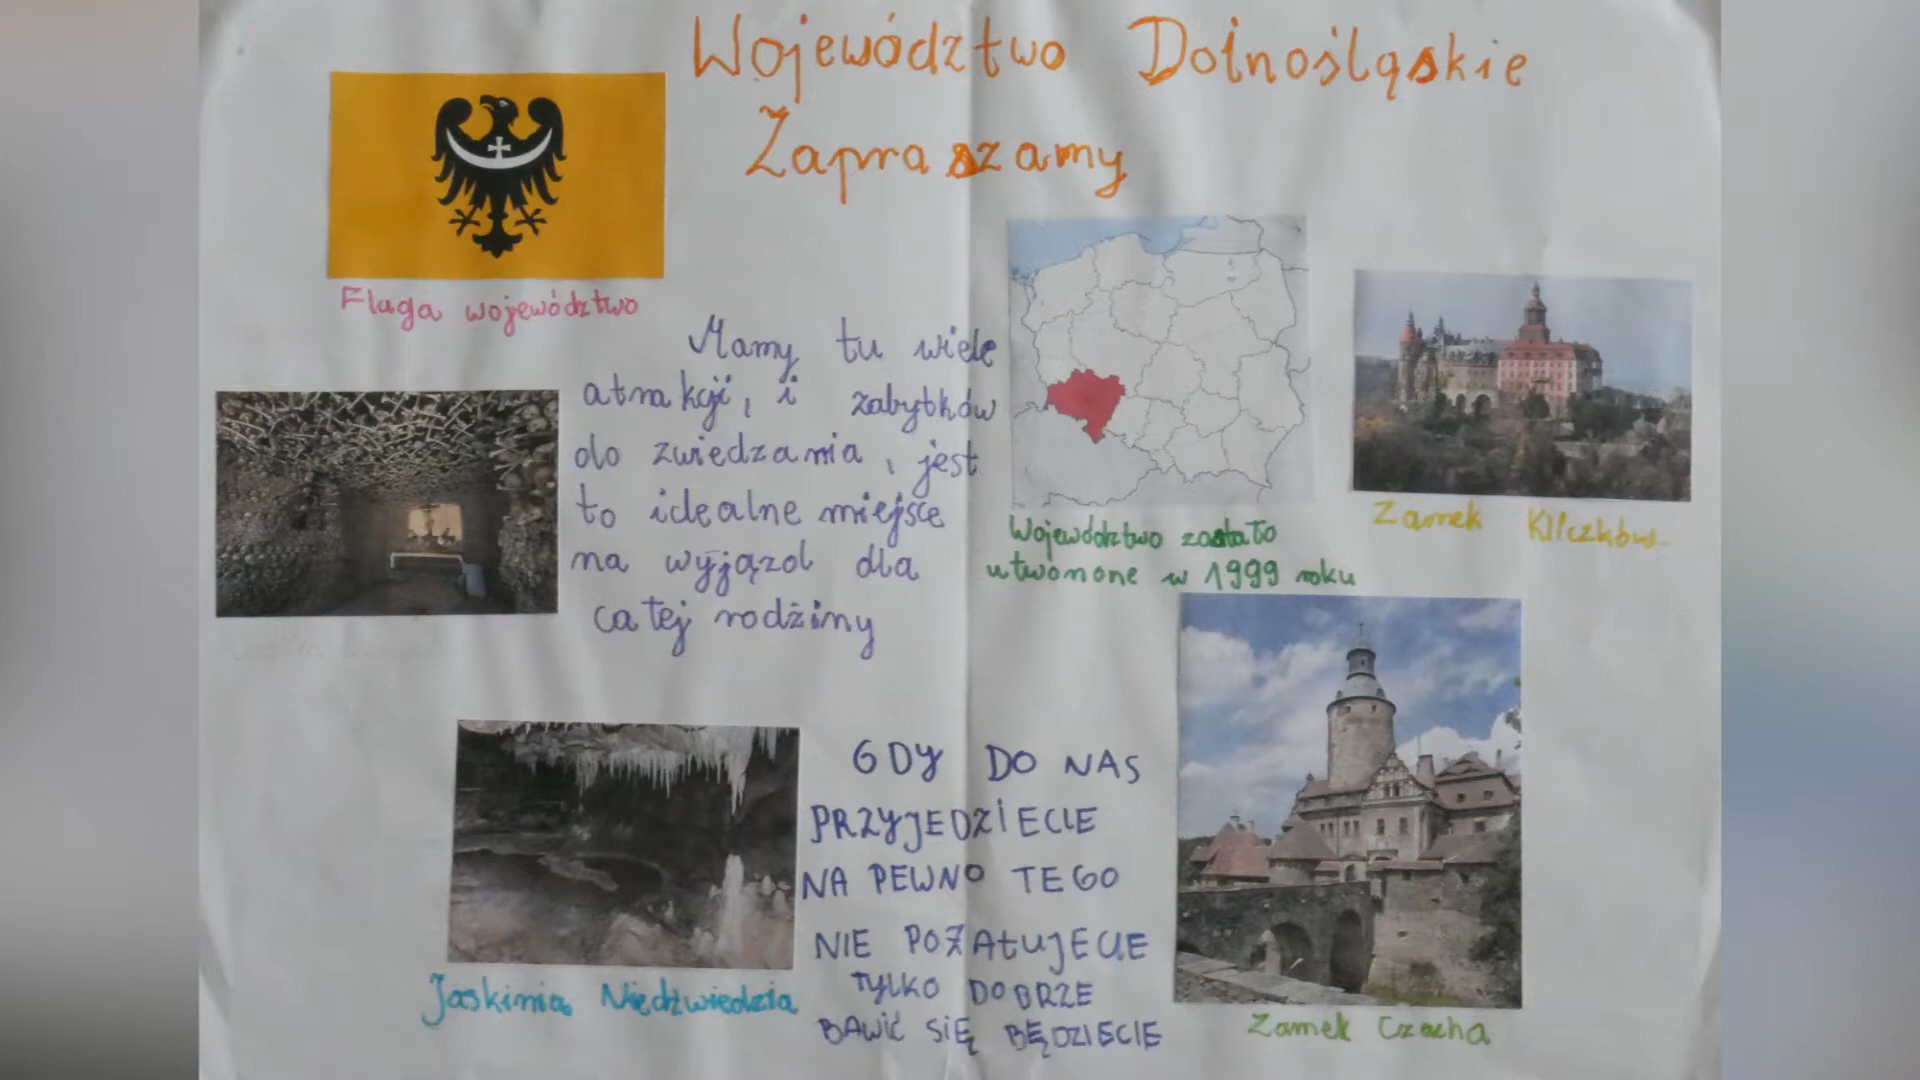 Województwo Dolnośląskie
Zapraszamy
Flaga województwo
Mamy tu wiele
atrakcji, i zabytków
do zwiedzania, jest
to idealne miejsce
na wyjązd dla
całej rodziny
Województwo zostało
utworzone w 1999 roku
Zamek Kliczków
GDY DO NAS
PRZYJEDZIECIE
NA PEWNO TEGO
NIE POŻAŁUJECIE
TYLKO DOBRZE
BAWIĆ SIĘ BĘDZIECIE
Jaskinia Niedźwiedzia
Zamek Czocha